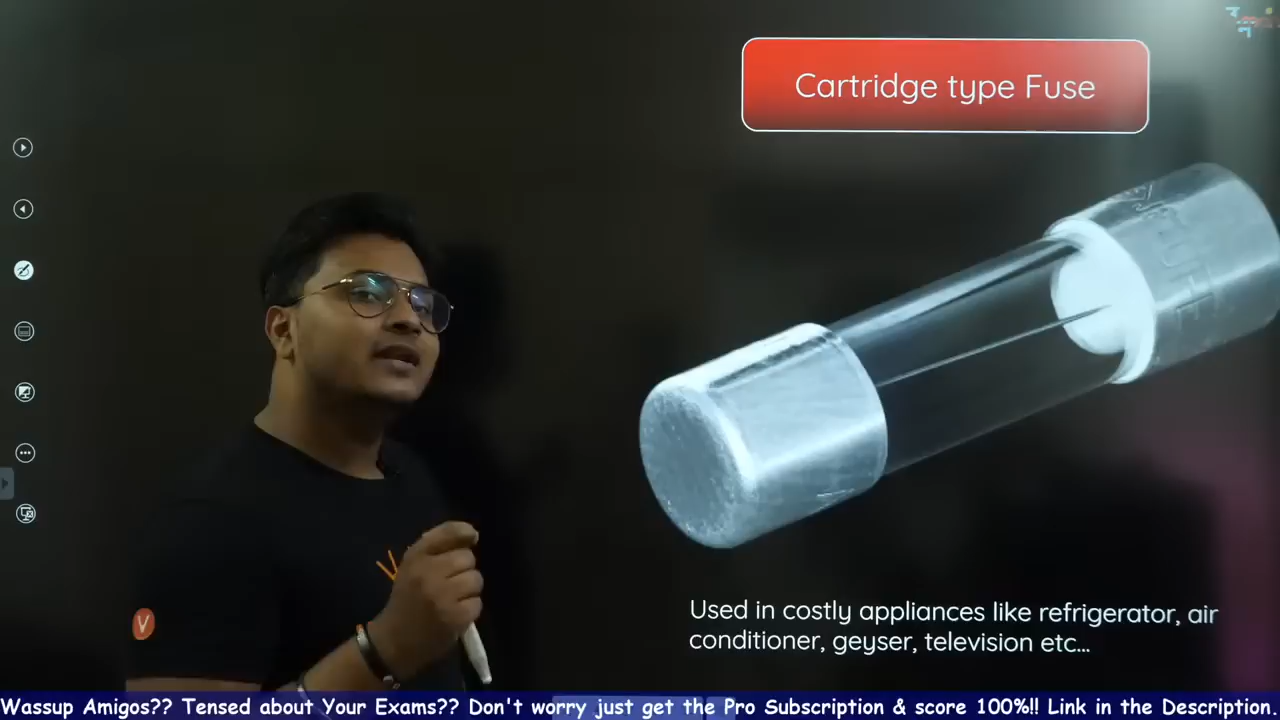 Cartridge type Fuse
V
V
Used in costly appliances like refrigerator, air
conditioner, geyser, television etc...
Wassup Amigos?? Tensed about Your Exams?? Don't worry just get the Pro Subscription & score 100%!! Link in the Description.